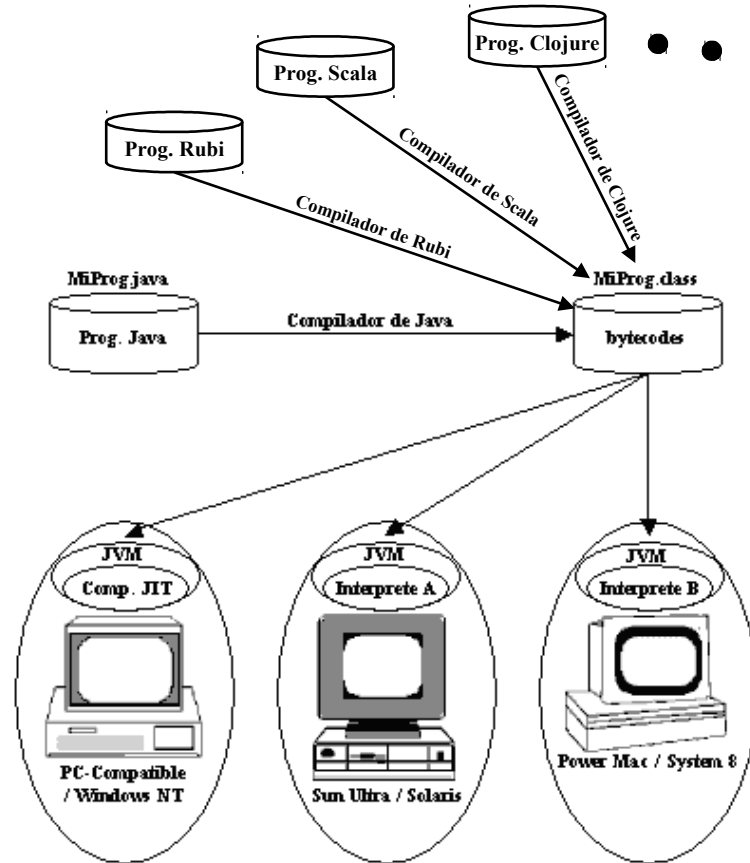 Prog. Clojure
Prog. Scala
Compilador de Clojure
Prog. Rubi
Compilador de Scala
Compilador de Rubi
MiProg.java
MiProg.class
Prog. Java
Compilador de Java
bytecodes
JVM
JVM
JVM
Comp. JIT
Interprete A
Interprete B
PC-Compatible
/ Windows NT
Sun Ultra / Solaris
Power Mac / System 8